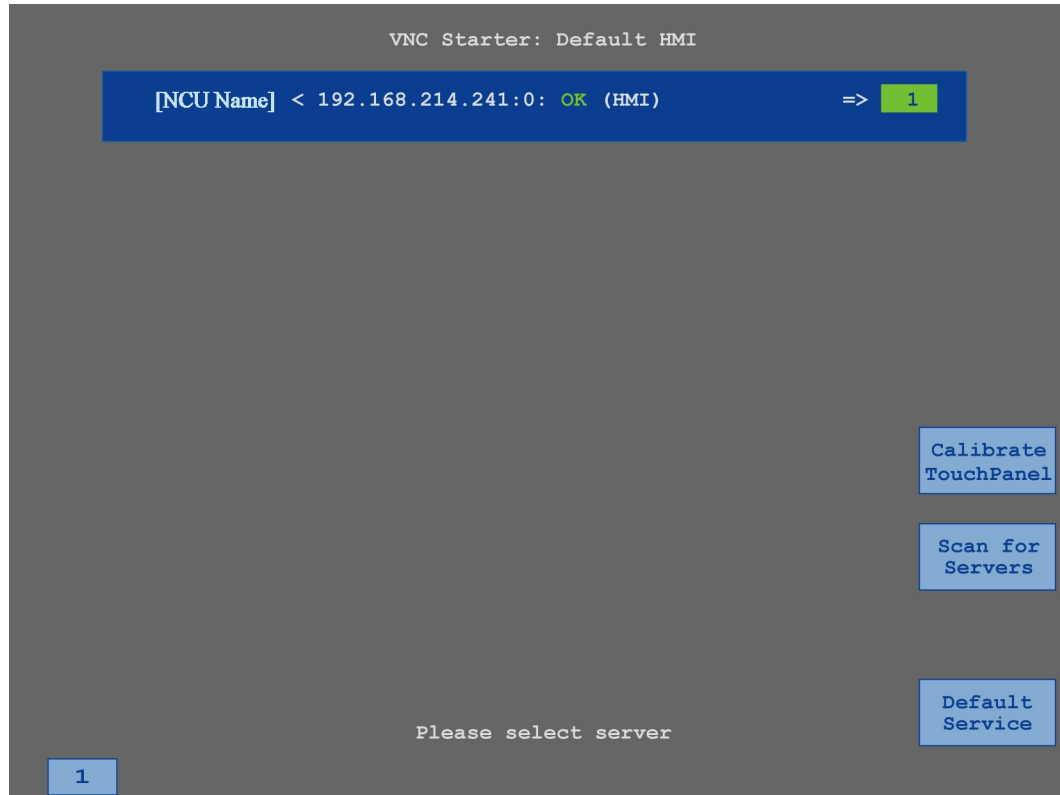 VNC Starter: Default HMI
[NCU Name] < 192.168.214.241:0: OK (HMI) => 1
Calibrate
TouchPanel
Scan for
Servers
Default
Service
Please select server
1